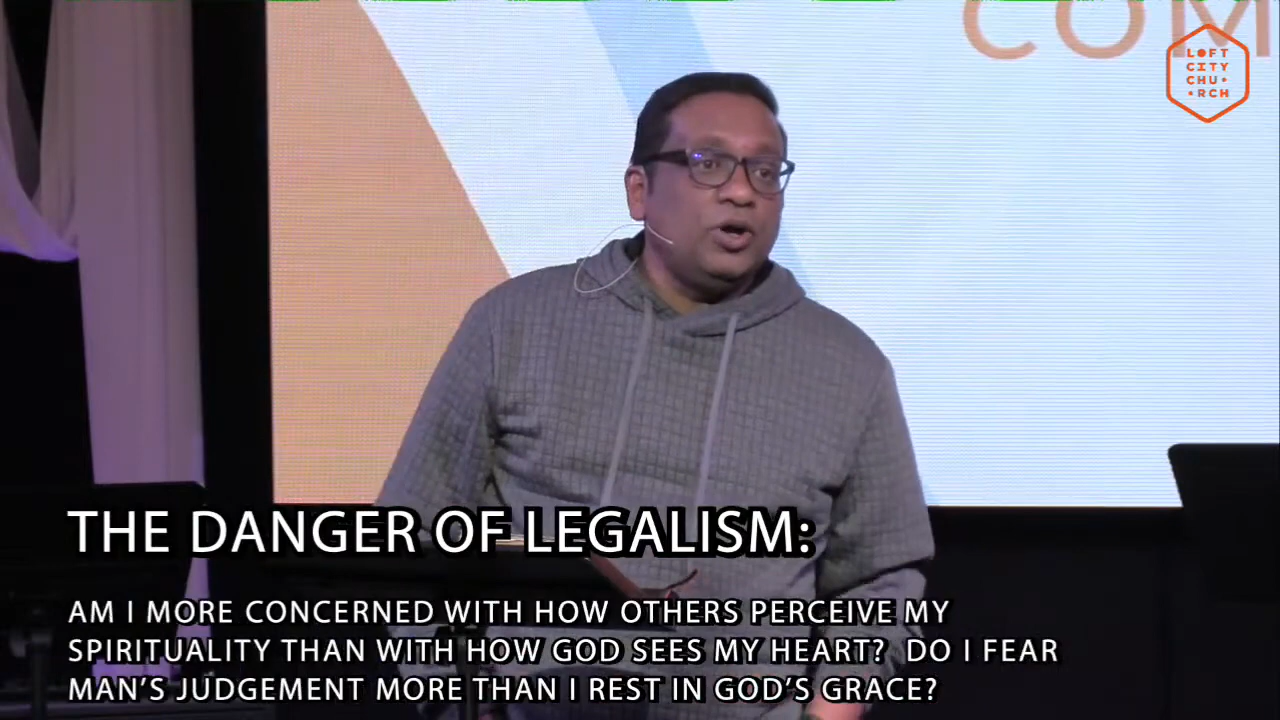 COM
LOFT
CITY
CHU•
•RCH
THE DANGER OF LEGALISM:
AM I MORE CONCERNED WITH HOW OTHERS PERCEIVE MY
SPIRITUALITY THAN WITH HOW GOD SEES MY HEART?  DO I FEAR
MAN'S JUDGEMENT MORE THAN I REST IN GOD'S GRACE?